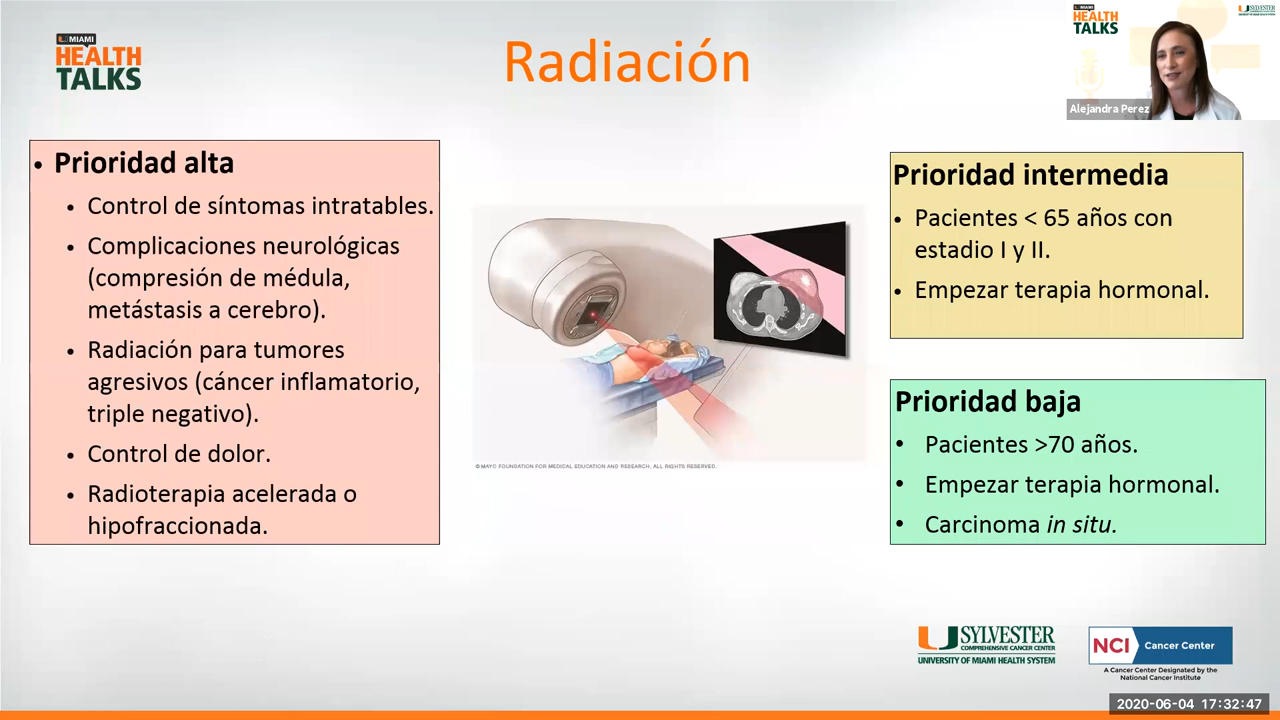 U MIAMI
HEALTH
TALKS
Radiación
HEALTH
TALKS
SYLVESTER
Alejandra Perez
• Prioridad alta
• Control de síntomas intratables.
• Complicaciones neurológicas
(compresión de médula,
metástasis a cerebro).
• Radiación para tumores
agresivos (cáncer inflamatorio,
triple negativo).
• Control de dolor.
• Radioterapia acelerada o
hipofraccionada.
© MAYO FOUNDATION FOR MEDICAL EDUCATION AND RESEARCH. ALL RIGHTS RESERVED.
Prioridad intermedia
• Pacientes < 65 años con
estadio I y II.
• Empezar terapia hormonal.
Prioridad baja
• Pacientes >70 años.
• Empezar terapia hormonal.
• Carcinoma in situ.
U SYLVESTER
COMPREHENSIVE CANCER CENTER
UNIVERSITY OF MIAMI HEALTH SYSTEM
NCI Cancer Center
A Cancer Center Designated by the
National Cancer Institute
2020-06-04 17:32:47